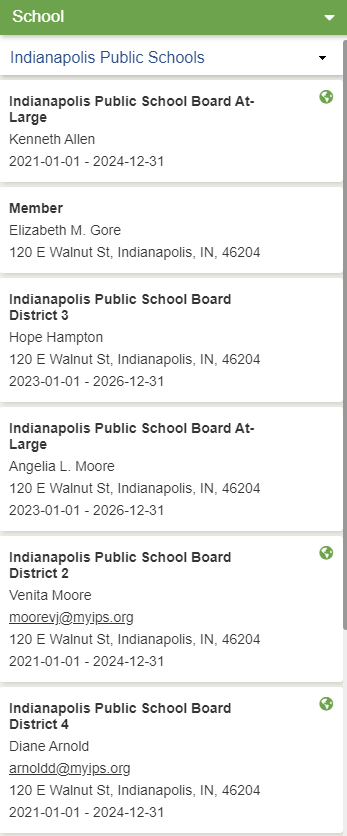 School
Indianapolis Public Schools
Indianapolis Public School Board At-
Large
Kenneth Allen
2021-01-01 - 2024-12-31
Member
Elizabeth M. Gore
120 E Walnut St, Indianapolis, IN, 46204
Indianapolis Public School Board
District 3
Hope Hampton
120 E Walnut St, Indianapolis, IN, 46204
2023-01-01 - 2026-12-31
Indianapolis Public School Board At-
Large
Angelia L. Moore
120 E Walnut St, Indianapolis, IN, 46204
2023-01-01 - 2026-12-31
Indianapolis Public School Board
District 2
Venita Moore
moorevj@myips.org
120 E Walnut St, Indianapolis, IN, 46204
2021-01-01 - 2024-12-31
Indianapolis Public School Board
District 4
Diane Arnold
arnoldd@myips.org
120 E Walnut St, Indianapolis, IN, 46204
2021-01-01 - 2024-12-31